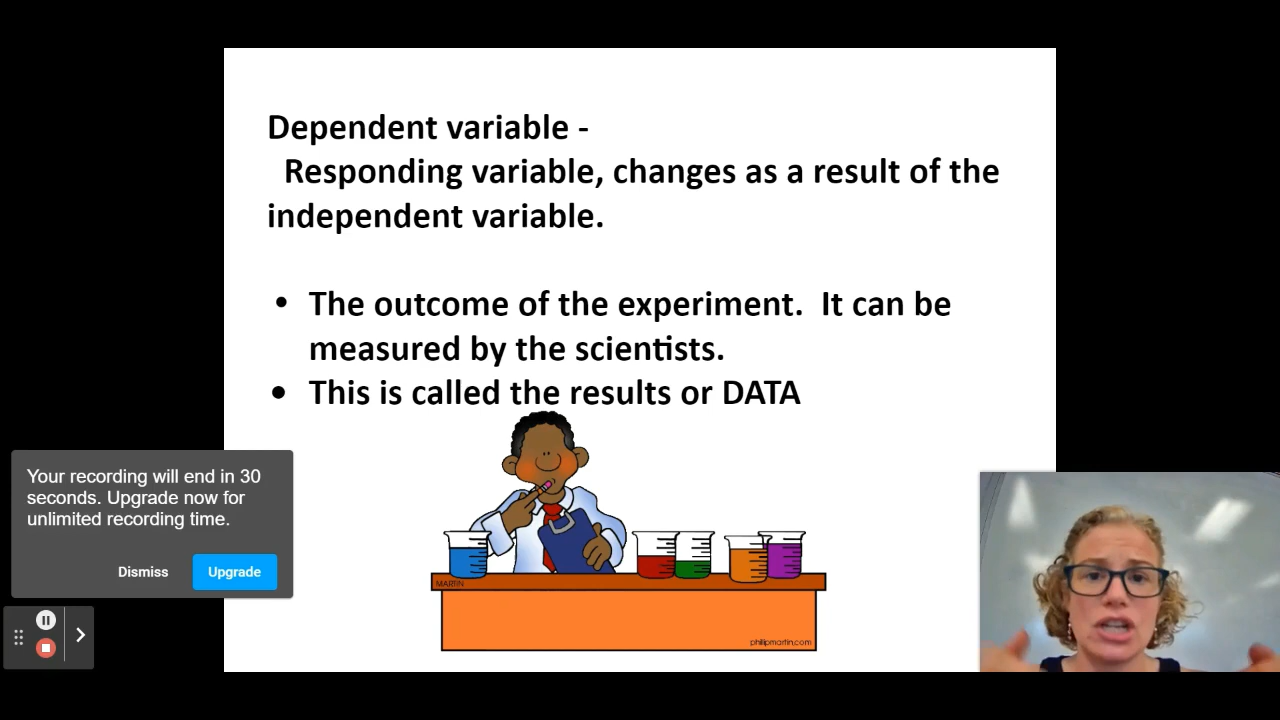 Dependent variable -
Responding variable, changes as a result of the
independent variable.
• The outcome of the experiment. It can be
measured by the scientists.
• This is called the results or DATA
Your recording will end in 30
seconds. Upgrade now for
unlimited recording time.
Dismiss Upgrade
MARTIN
philipmartin.com